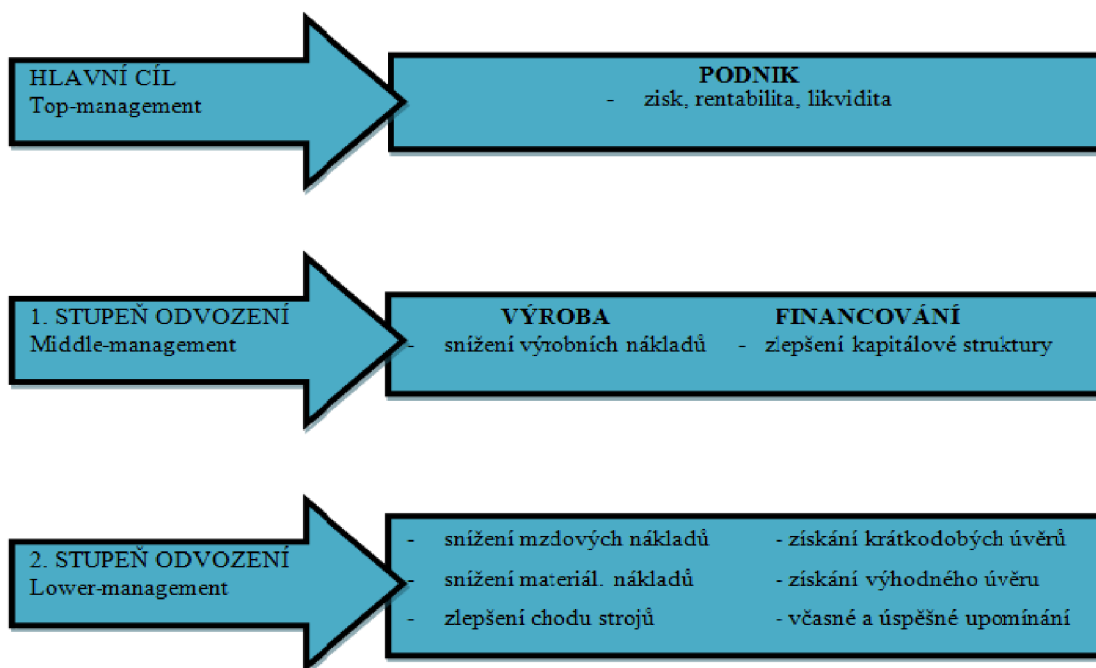 HLAVNÍ CÍL
Top-management
PODNIK
- zisk, rentabilita, likvidita
1. STUPEŇ ODVOZENÍ
Middle-management
VÝROBA FINANCOVÁNÍ
- snížení výrobních nákladů - zlepšení kapitálové struktury
2. STUPEŇ ODVOZENÍ
Lower-management
- snížení mzdových nákladů - získání krátkodobých úvěrů
- snížení materiál. nákladů - získání výhodného úvěru
- zlepšení chodu strojů - včasné a úspěšné upomínání